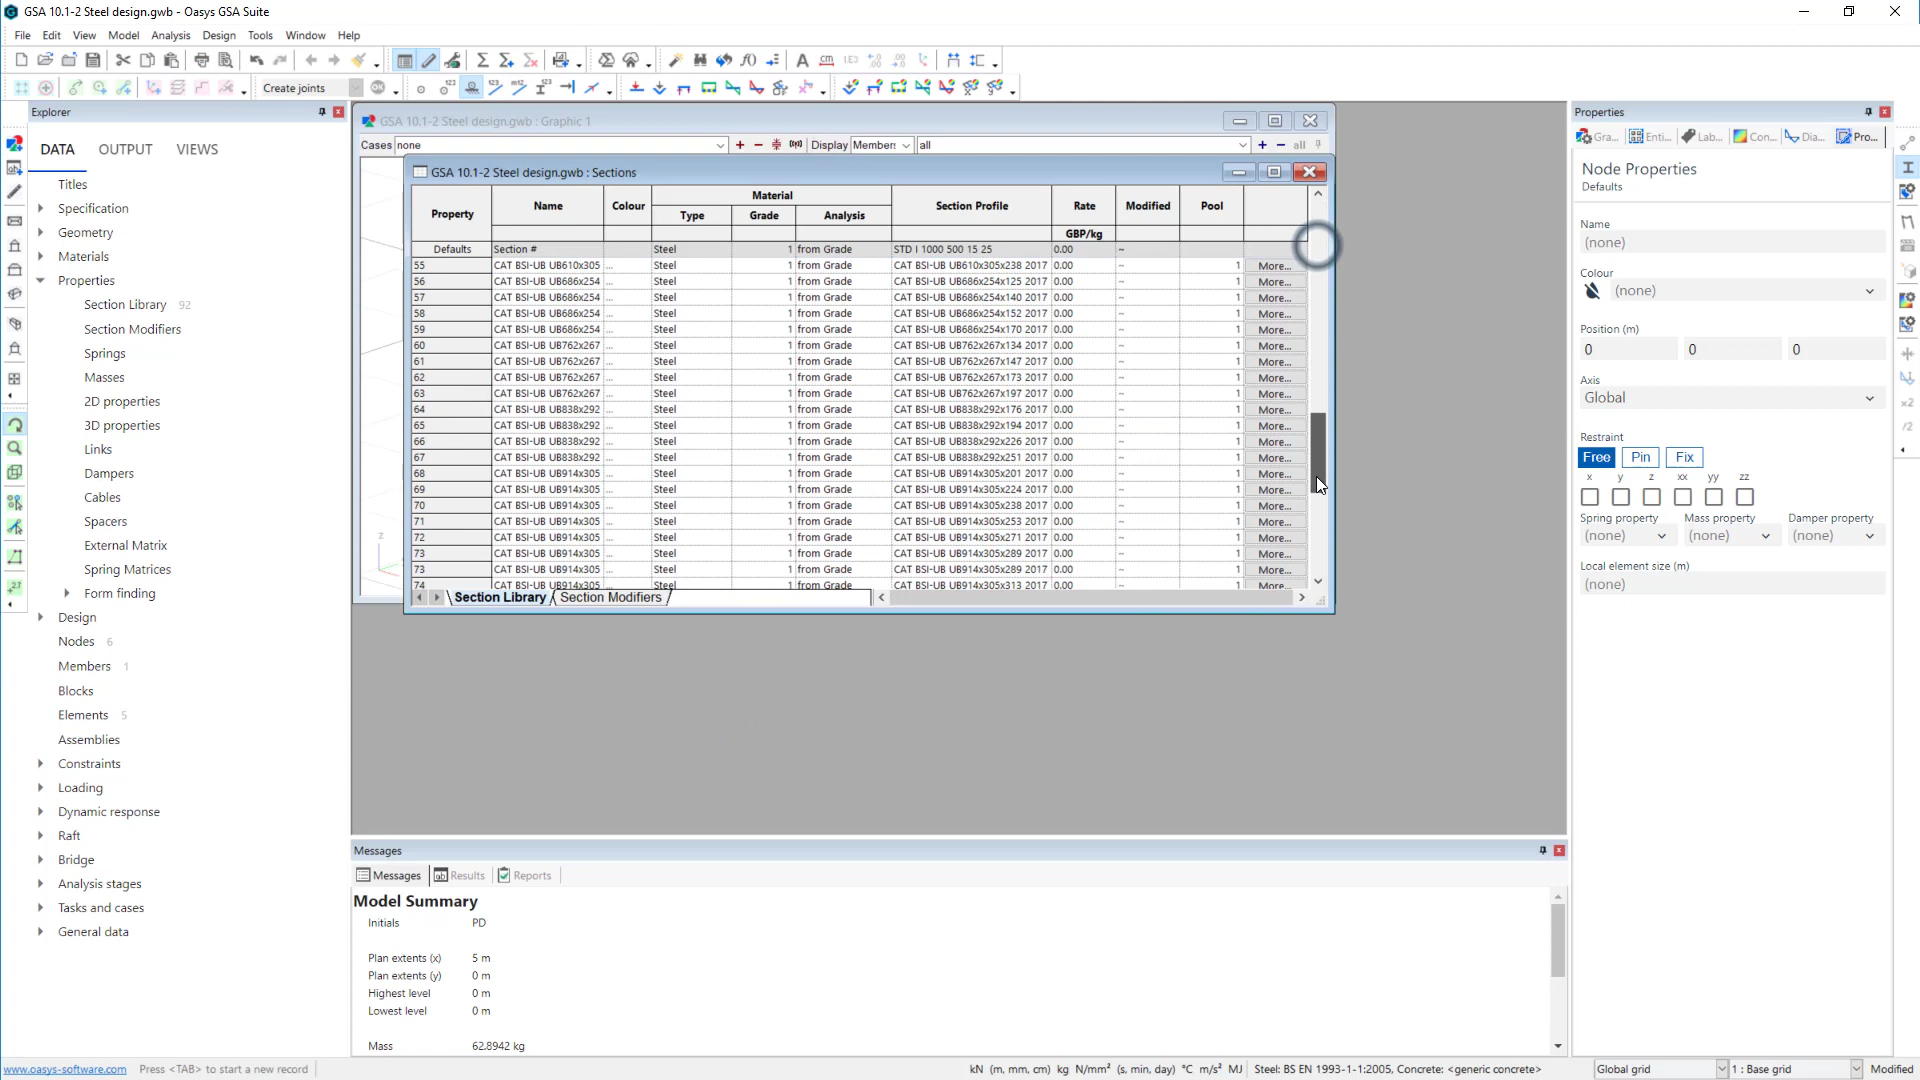 GSA 10.1-2 Steel design.gwb - Oasys GSA Suite
File Edit View Model Analysis Design Tools Window Help
Create joints
Explorer
DATA OUTPUT VIEWS
Titles
Specification
Geometry
Materials
Properties
Section Library 92
Section Modifiers
Springs
Masses
2D properties
3D properties
Links
Dampers
Cables
Spacers
External Matrix
Spring Matrices
Form finding
Design
Nodes 6
Members 1
Blocks
Elements 5
Assemblies
Constraints
Loading
Dynamic response
Raft
Bridge
Analysis stages
Tasks and cases
General data
GSA 10.1-2 Steel design.gwb : Graphic 1
Cases none Display Members all
GSA 10.1-2 Steel design.gwb : Sections
Property Name Colour Material Section Profile Rate Modified Pool
Type Grade Analysis
GBP/kg
Defaults Section # Steel 1 from Grade STD I 1000 500 15 25 0.00 ~
55 CAT BSI-UB UB610x305 ... Steel 1 from Grade CAT BSI-UB UB610x305x238 2017 0.00 ~ 1 More...
56 CAT BSI-UB UB686x254 ... Steel 1 from Grade CAT BSI-UB UB686x254x125 2017 0.00 ~ 1 More...
57 CAT BSI-UB UB686x254 ... Steel 1 from Grade CAT BSI-UB UB686x254x140 2017 0.00 ~ 1 More...
58 CAT BSI-UB UB686x254 ... Steel 1 from Grade CAT BSI-UB UB686x254x152 2017 0.00 ~ 1 More...
59 CAT BSI-UB UB686x254 ... Steel 1 from Grade CAT BSI-UB UB686x254x170 2017 0.00 ~ 1 More...
60 CAT BSI-UB UB762x267 ... Steel 1 from Grade CAT BSI-UB UB762x267x134 2017 0.00 ~ 1 More...
61 CAT BSI-UB UB762x267 ... Steel 1 from Grade CAT BSI-UB UB762x267x147 2017 0.00 ~ 1 More...
62 CAT BSI-UB UB762x267 ... Steel 1 from Grade CAT BSI-UB UB762x267x173 2017 0.00 ~ 1 More...
63 CAT BSI-UB UB762x267 ... Steel 1 from Grade CAT BSI-UB UB762x267x197 2017 0.00 ~ 1 More...
64 CAT BSI-UB UB838x292 ... Steel 1 from Grade CAT BSI-UB UB838x292x176 2017 0.00 ~ 1 More...
65 CAT BSI-UB UB838x292 ... Steel 1 from Grade CAT BSI-UB UB838x292x194 2017 0.00 ~ 1 More...
66 CAT BSI-UB UB838x292 ... Steel 1 from Grade CAT BSI-UB UB838x292x226 2017 0.00 ~ 1 More...
67 CAT BSI-UB UB838x292 ... Steel 1 from Grade CAT BSI-UB UB838x292x251 2017 0.00 ~ 1 More...
68 CAT BSI-UB UB914x305 ... Steel 1 from Grade CAT BSI-UB UB914x305x201 2017 0.00 ~ 1 More...
69 CAT BSI-UB UB914x305 ... Steel 1 from Grade CAT BSI-UB UB914x305x224 2017 0.00 ~ 1 More...
70 CAT BSI-UB UB914x305 ... Steel 1 from Grade CAT BSI-UB UB914x305x238 2017 0.00 ~ 1 More...
71 CAT BSI-UB UB914x305 ... Steel 1 from Grade CAT BSI-UB UB914x305x253 2017 0.00 ~ 1 More...
72 CAT BSI-UB UB914x305 ... Steel 1 from Grade CAT BSI-UB UB914x305x271 2017 0.00 ~ 1 More...
73 CAT BSI-UB UB914x305 ... Steel 1 from Grade CAT BSI-UB UB914x305x289 2017 0.00 ~ 1 More...
73 CAT BSI-UB UB914x305 ... Steel 1 from Grade CAT BSI-UB UB914x305x289 2017 0.00 ~ 1 More...
74 CAT BSI-UB UB914x305 ... Steel 1 from Grade CAT BSI-UB UB914x305x313 2017 0.00 ~ 1 More...
Section Library Section Modifiers
z
Messages
Messages Results Reports
Model Summary
Initials PD
Plan extents (x) 5 m
Plan extents (y) 0 m
Highest level 0 m
Lowest level 0 m
Mass 62.8942 kg
Properties
Gra... Enti... Lab... Con... Dia... Pro...
Node Properties
Defaults
Name
(none)
Colour
(none)
Position (m)
0 0 0
Axis
Global
Restraint
Free Pin Fix
x y z xx yy zz
Spring property Mass property Damper property
(none) (none) (none)
Local element size (m)
(none)
www.oasys-software.com Press <TAB> to start a new record kN (m, mm, cm) kg N/mm² (s, min, day) °C m/s² MJ Steel: BS EN 1993-1-1:2005, Concrete: <generic concrete> Global grid 1 : Base grid Modified